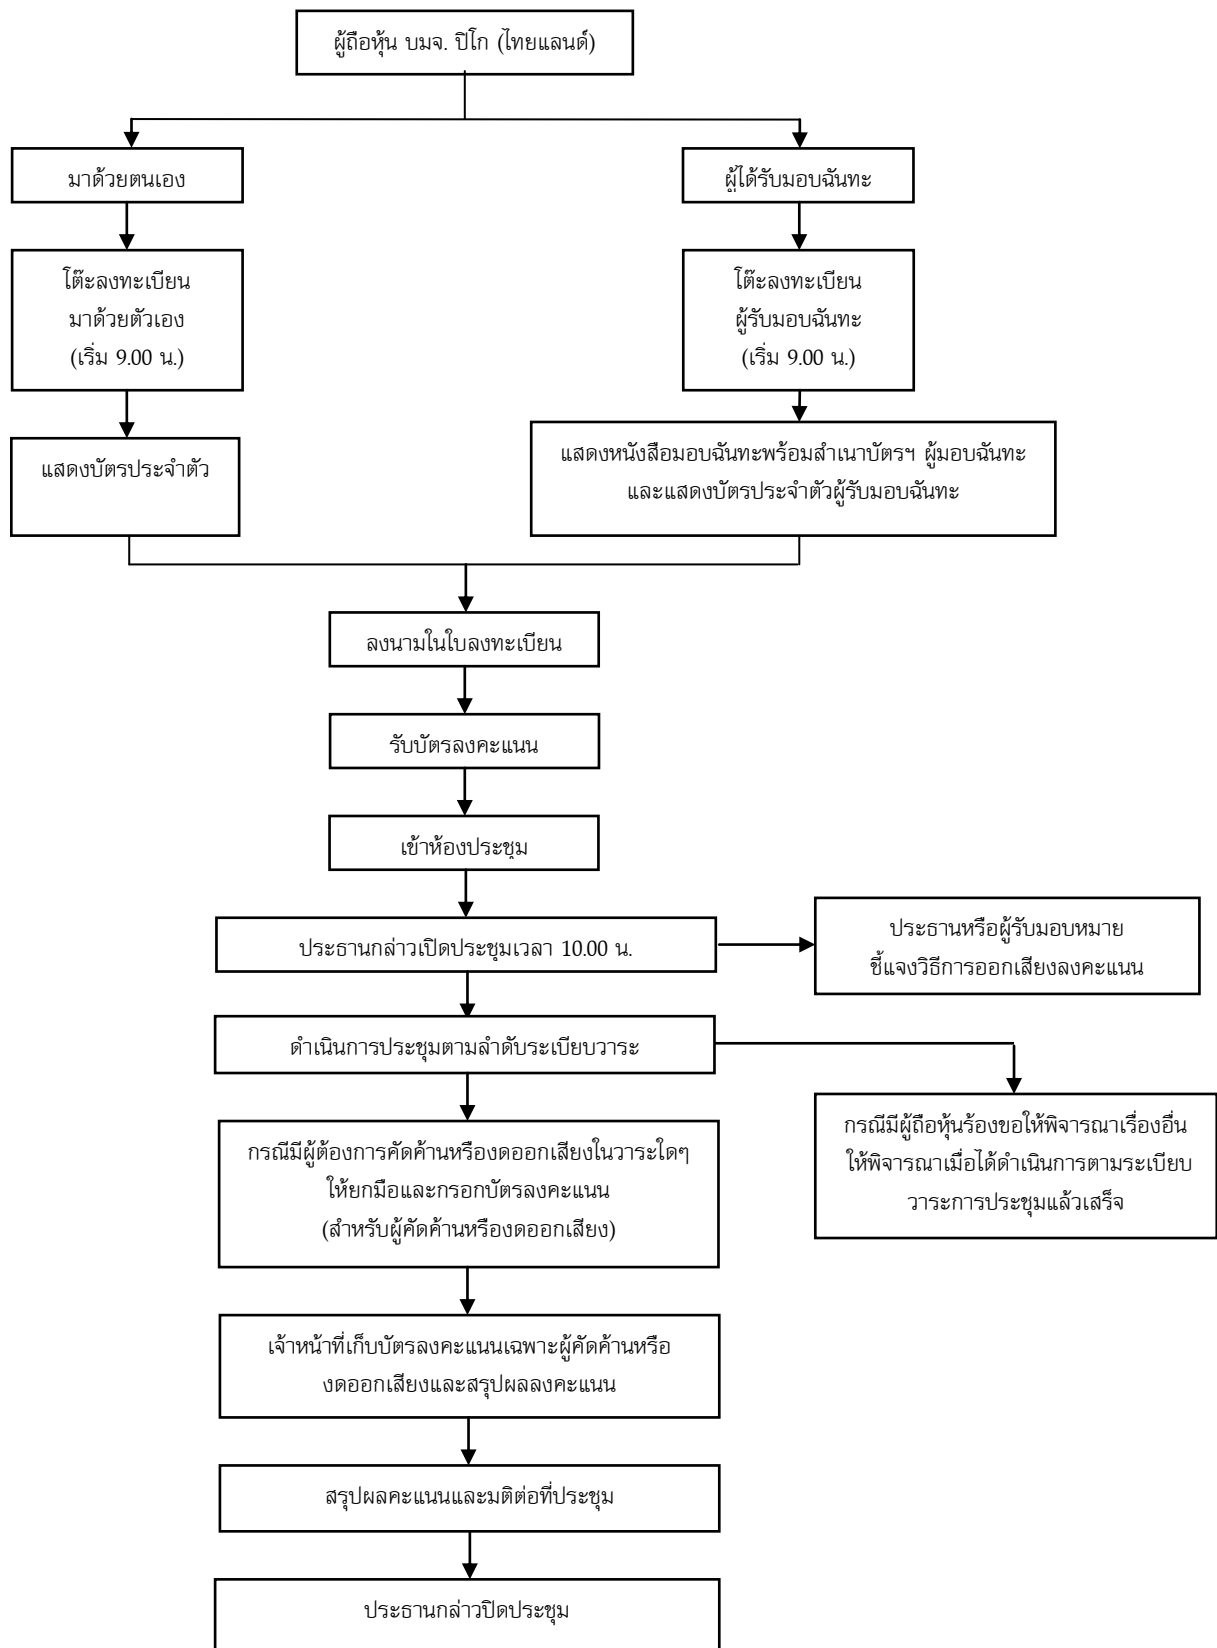 ผู้ถือหุ้น บมจ. ปิโก (ไทยแลนด์)
มาด้วยตนเอง
ผู้ได้รับมอบฉันทะ
โต๊ะลงทะเบียน
มาด้วยตัวเอง
(เริ่ม 9.00 น.)
โต๊ะลงทะเบียน
ผู้รับมอบฉันทะ
(เริ่ม 9.00 น.)
แสดงบัตรประจำตัว
แสดงหนังสือมอบฉันทะพร้อมสำเนาบัตรฯ ผู้มอบฉันทะ
และแสดงบัตรประจำตัวผู้รับมอบฉันทะ
ลงนามในใบลงทะเบียน
รับบัตรลงคะแนน
เข้าห้องประชุม
ประธานกล่าวเปิดประชุมเวลา 10.00 น.
ประธานหรือผู้รับมอบหมาย
ชี้แจงวิธีการออกเสียงลงคะแนน
ดำเนินการประชุมตามลำดับระเบียบวาระ
กรณีมีผู้ถือหุ้นร้องขอให้พิจารณาเรื่องอื่น
ให้พิจารณาเมื่อได้ดำเนินการตามระเบียบ
วาระการประชุมแล้วเสร็จ
กรณีมีผู้ต้องการคัดค้านหรืองดออกเสียงในวาระใดๆ
ให้ยกมือและกรอกบัตรลงคะแนน
(สำหรับผู้คัดค้านหรืองดออกเสียง)
เจ้าหน้าที่เก็บบัตรลงคะแนนเฉพาะผู้คัดค้านหรือ
งดออกเสียงและสรุปผลลงคะแนน
สรุปผลคะแนนและมติต่อที่ประชุม
ประธานกล่าวปิดประชุม